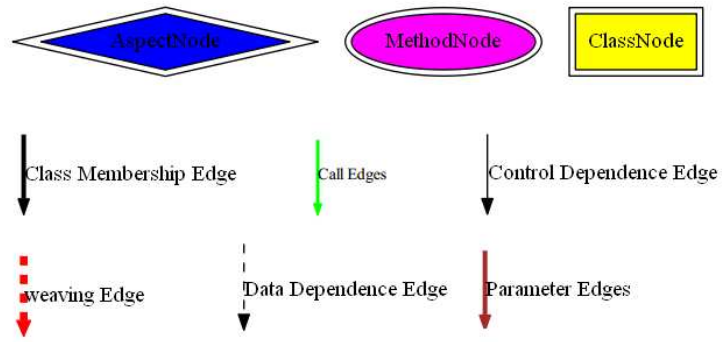 AspectNode
MethodNode
ClassNode
Class Membership Edge
Call Edges
Control Dependence Edge
weaving Edge
Data Dependence Edge
Parameter Edges